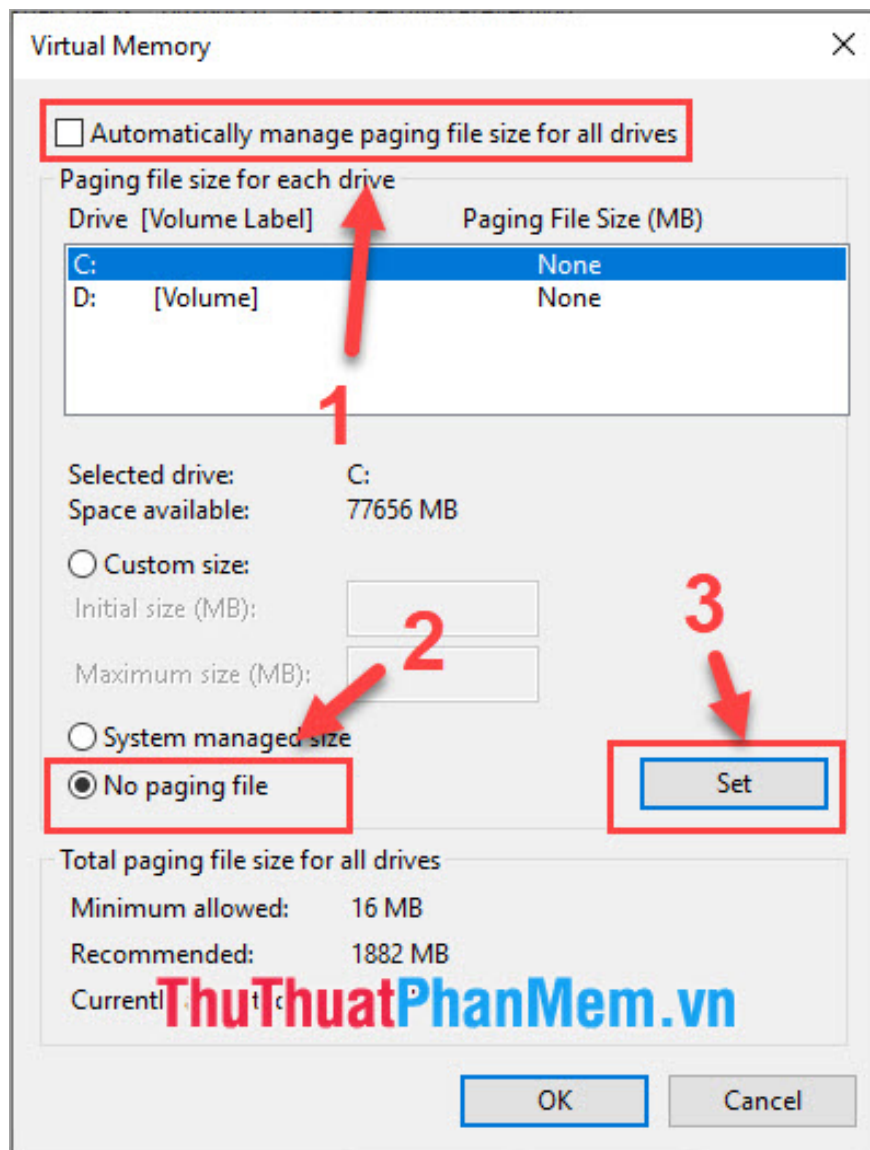 Virtual Memory
Automatically manage paging file size for all drives
Paging file size for each drive
Drive [Volume Label] Paging File Size (MB)
C: None
D: [Volume] None
1
Selected drive: C:
Space available: 77656 MB
Custom size:
Initial size (MB):
2
3
Maximum size (MB):
System managed size
No paging file
Set
Total paging file size for all drives
Minimum allowed: 16 MB
Recommended: 1882 MB
ThuThuatPhanMem.vn
OK Cancel